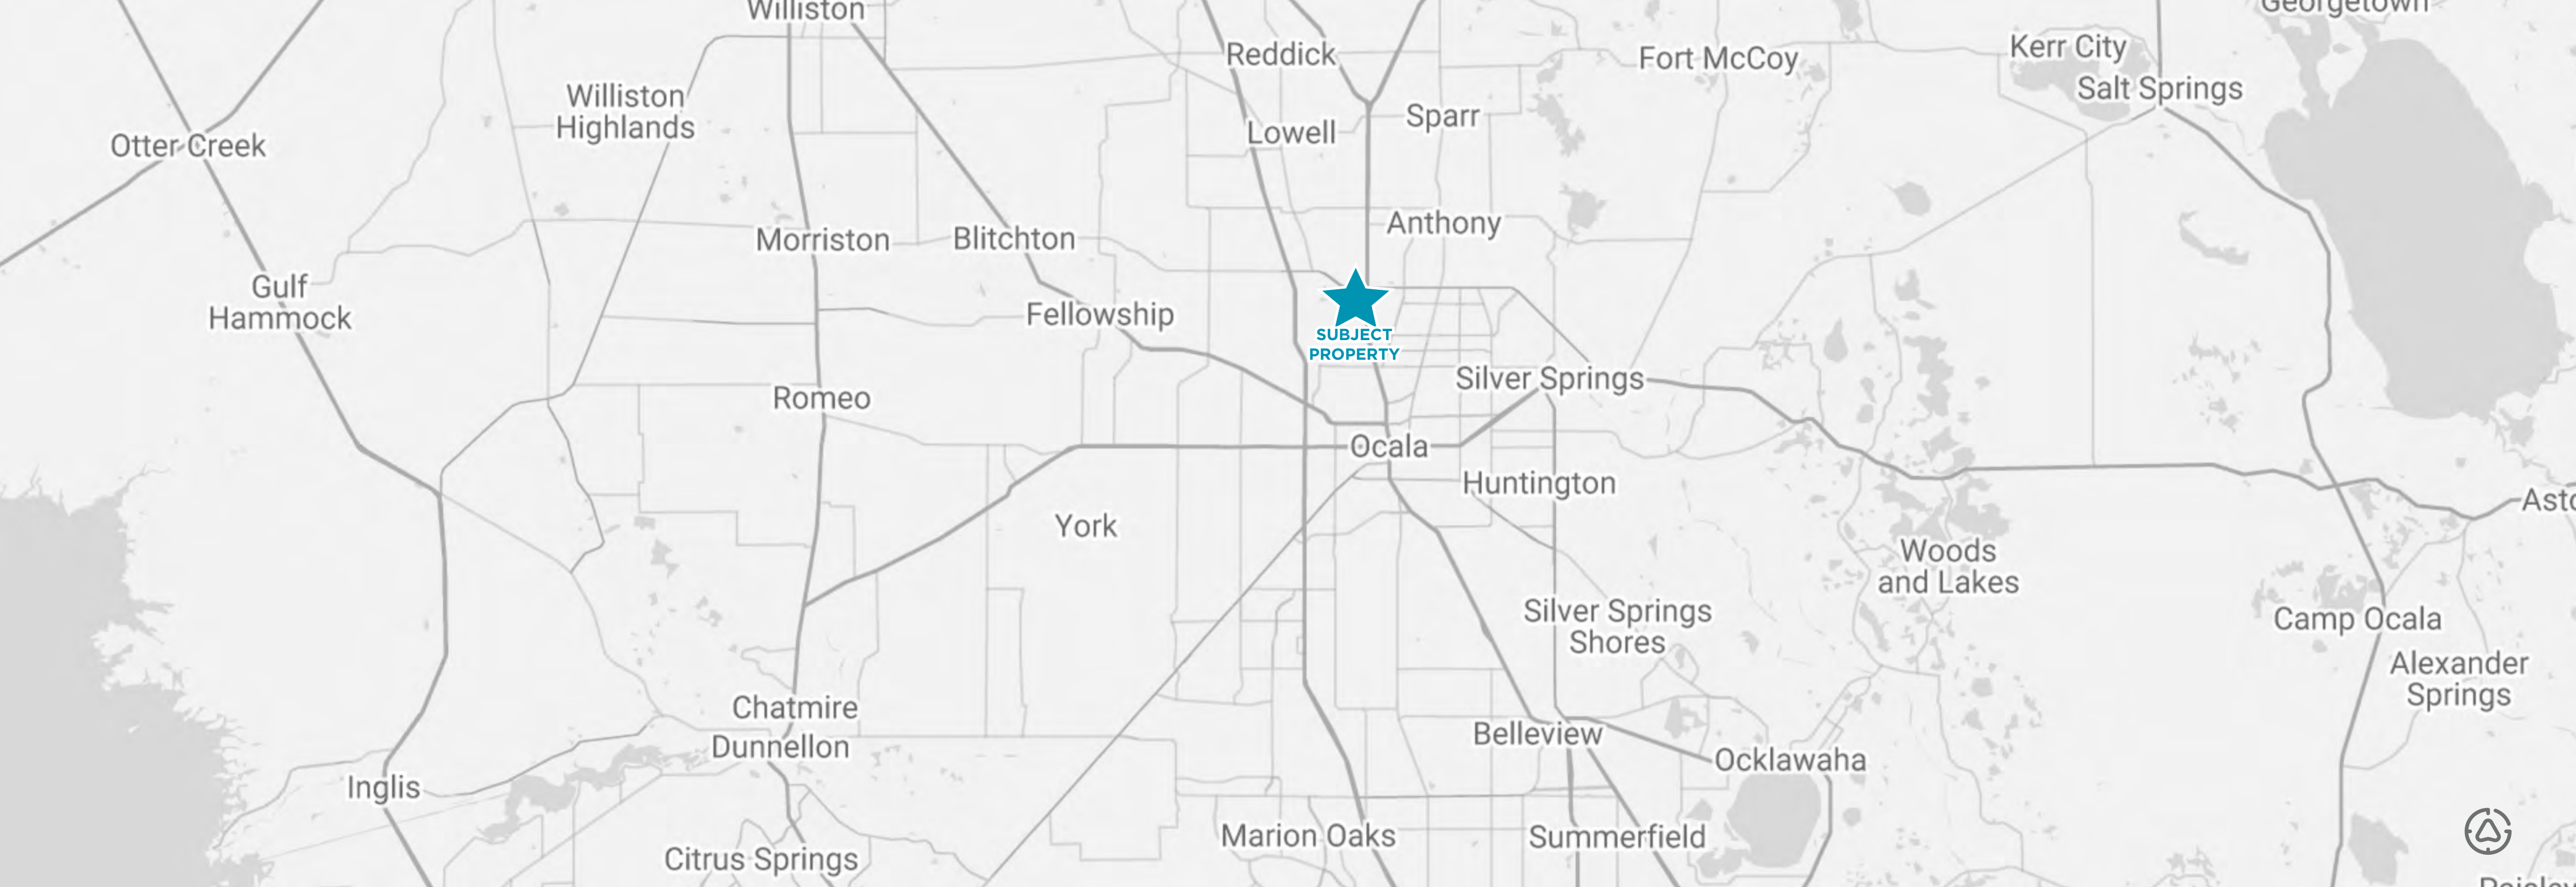 Williston
Georgetown
Reddick
Fort McCoy
Kerr City
Salt Springs
Williston
Highlands
Sparr
Lowell
Otter Creek
Anthony
Morriston
Blitchton
Gulf
Hammock
Fellowship
SUBJECT
PROPERTY
Silver Springs
Romeo
Ocala
Huntington
Asto
York
Woods
and Lakes
Silver Springs
Shores
Camp Ocala
Alexander
Springs
Chatmire
Dunnellon
Belleview
Ocklawaha
Inglis
Marion Oaks
Summerfield
Citrus Springs